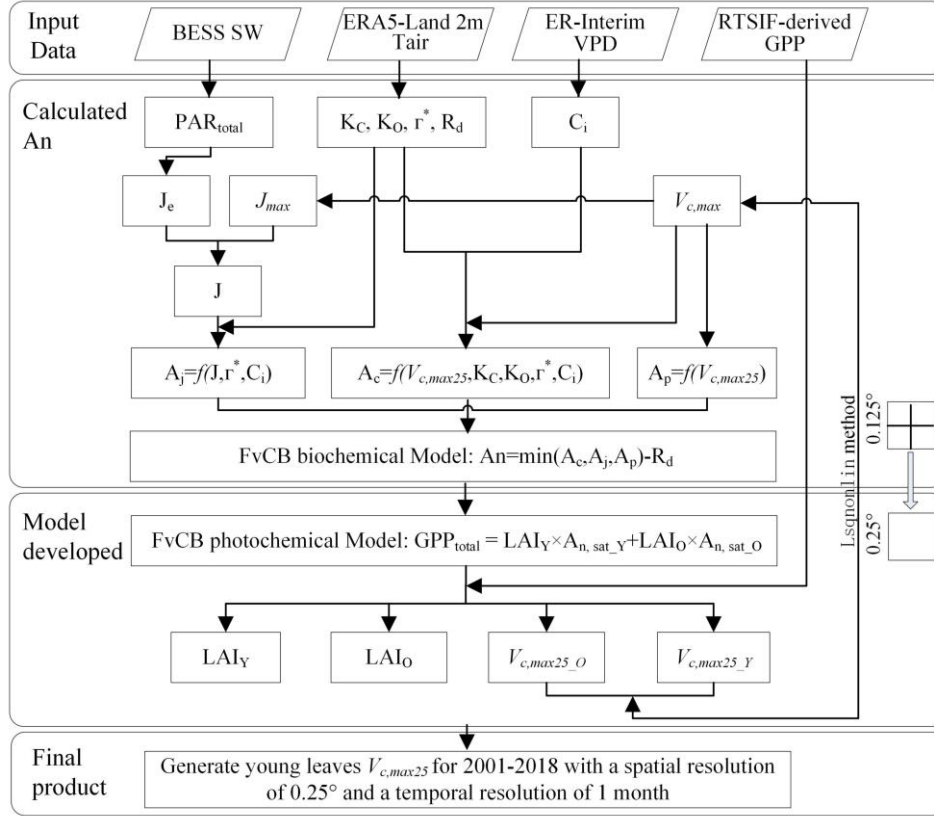 Input
Data
BESS SW
ERA5-Land 2m
Tair
ER-Interim
VPD
RTSIF-derived
GPP
Calculated
An
PARtotal
KC, KO, Γ*, Rd
Ci
Je
Jmax
Vc,max
J
Aj=f(J,Γ*,Ci)
Ac=f(Vc,max25,KC,KO,Γ*,Ci)
Ap=f(Vc,max25)
FvCB biochemical Model: An=min(Ac,Aj,Ap)-Rd
Lsqnonlin method
0.125°
0.25°
Model
developed
FvCB photochemical Model: GPPtotal = LAIY×An, sat_Y+LAIO×An, sat_O
LAIY
LAIO
Vc,max25_O
Vc,max25_Y
Final
product
Generate young leaves Vc,max25 for 2001-2018 with a spatial resolution
of 0.25° and a temporal resolution of 1 month